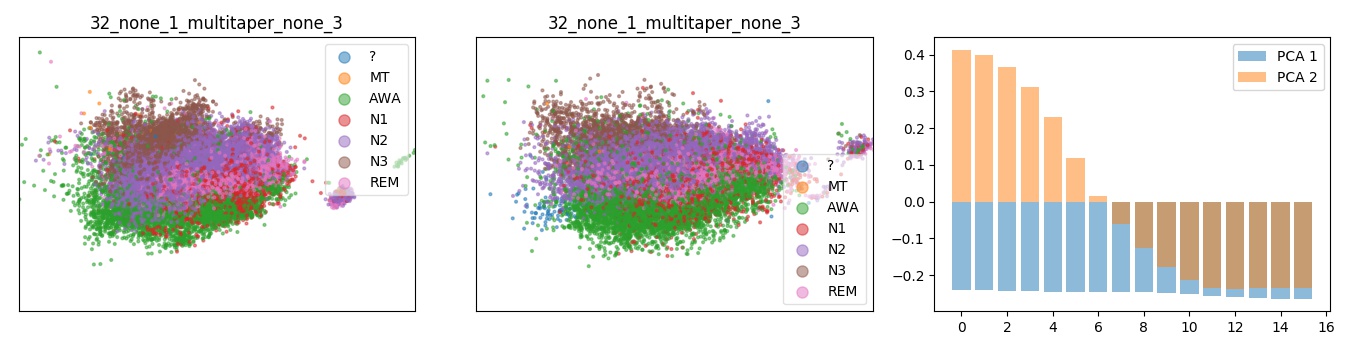 32_none_1_multitaper_none_3
?
MT
AWA
N1
N2
N3
REM
32_none_1_multitaper_none_3
?
MT
AWA
N1
N2
N3
REM
PCA 1
PCA 2
0.4
0.3
0.2
0.1
0.0
−0.1
−0.2
0 2 4 6 8 10 12 14 16